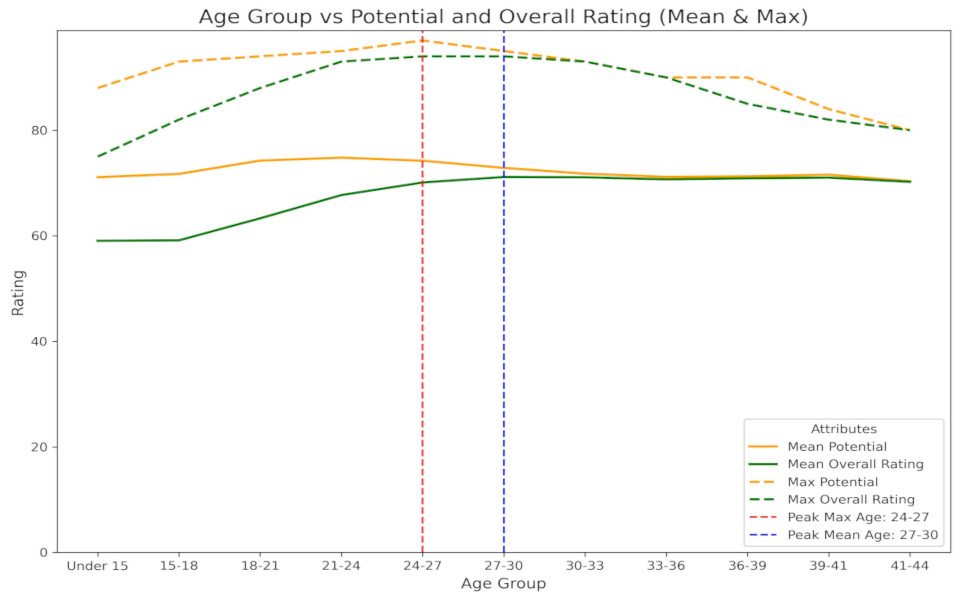 Age Group vs Potential and Overall Rating (Mean & Max)
Rating
80
60
40
20
0
Attributes
Mean Potential
Mean Overall Rating
Max Potential
Max Overall Rating
Peak Max Age: 24-27
Peak Mean Age: 27-30
Under 15 15-18 18-21 21-24 24-27 27-30 30-33 33-36 36-39 39-41 41-44
Age Group